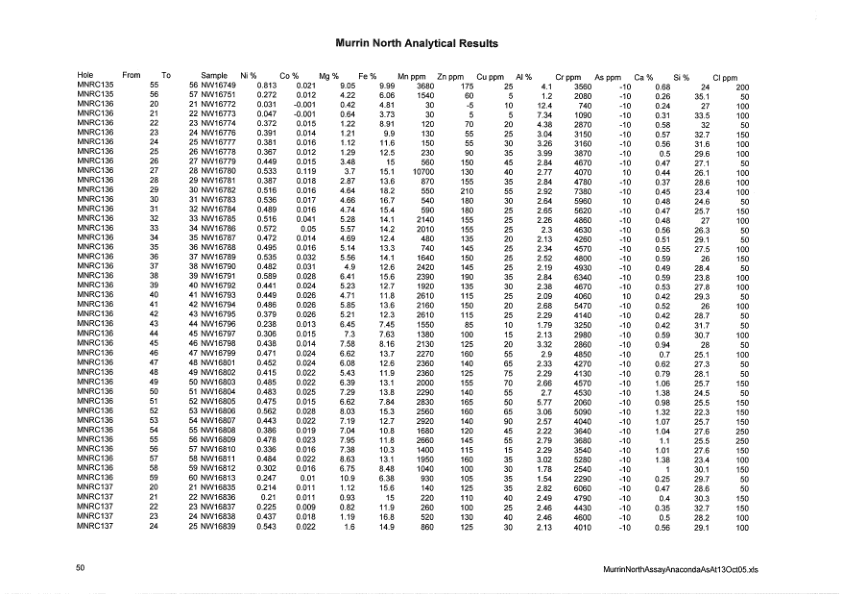 Murrin North Analytical Results
Hole From To Sample Ni % Co % Mg % Fe % Mn ppm Zn ppm Cu ppm Al % Cr ppm As ppm Ca % Si % Cl ppm
MNRC135 55 56 NW16749 0.813 0.021 9.05 9.99 3680 175 25 4.1 3560 -10 0.68 24 200
MNRC135 56 57 NW16751 0.272 0.012 4.22 6.06 1540 60 5 1.2 2080 -10 0.26 35.1 50
MNRC136 20 21 NW16772 0.031 -0.001 0.42 4.81 30 -5 10 12.4 740 -10 0.24 27 100
MNRC136 21 22 NW16773 0.047 -0.001 0.64 3.73 30 5 5 7.34 1090 -10 0.31 33.5 100
MNRC136 22 23 NW16774 0.372 0.015 1.22 8.91 120 70 20 4.38 2870 -10 0.58 32 50
MNRC136 23 24 NW16776 0.391 0.014 1.21 9.9 130 55 25 3.04 3150 -10 0.57 32.7 150
MNRC136 24 25 NW16777 0.381 0.016 1.12 11.6 150 55 30 3.26 3160 -10 0.56 31.6 100
MNRC136 25 26 NW16778 0.367 0.012 1.29 12.5 230 90 35 3.99 3870 -10 0.5 29.6 100
MNRC136 26 27 NW16779 0.449 0.015 3.48 15 560 150 45 2.84 4670 -10 0.47 27.1 50
MNRC136 27 28 NW16780 0.533 0.119 3.7 15.1 10700 130 40 2.77 4070 10 0.44 26.1 100
MNRC136 28 29 NW16781 0.387 0.018 2.87 13.6 870 155 35 2.84 4780 -10 0.37 28.6 100
MNRC136 29 30 NW16782 0.516 0.016 4.64 18.2 550 210 55 2.92 7380 -10 0.45 23.4 100
MNRC136 30 31 NW16783 0.536 0.017 4.66 16.7 540 180 30 2.64 5960 10 0.48 24.6 50
MNRC136 31 32 NW16784 0.489 0.016 4.74 15.4 590 180 25 2.65 5620 -10 0.47 25.7 150
MNRC136 32 33 NW16785 0.516 0.041 5.28 14.1 2140 155 25 2.26 4860 -10 0.48 27 100
MNRC136 33 34 NW16786 0.572 0.05 5.57 14.2 2010 155 25 2.3 4630 -10 0.56 26.3 50
MNRC136 34 35 NW16787 0.472 0.014 4.69 12.4 480 135 20 2.13 4260 -10 0.51 29.1 50
MNRC136 35 36 NW16788 0.495 0.016 5.14 13.3 740 145 25 2.34 4570 -10 0.55 27.5 100
MNRC136 36 37 NW16789 0.535 0.032 5.56 14.1 1640 150 25 2.52 4800 -10 0.59 26 150
MNRC136 37 38 NW16790 0.482 0.031 4.9 12.6 2420 145 25 2.19 4930 -10 0.49 28.4 50
MNRC136 38 39 NW16791 0.589 0.028 6.41 15.6 2390 190 35 2.84 6340 -10 0.59 23.8 100
MNRC136 39 40 NW16792 0.441 0.024 5.23 12.7 1920 135 30 2.38 4670 -10 0.53 27.8 100
MNRC136 40 41 NW16793 0.449 0.026 4.71 11.8 2610 115 25 2.09 4060 -10 0.42 29.3 50
MNRC136 41 42 NW16794 0.486 0.026 5.85 13.6 2160 150 20 2.68 5470 -10 0.52 26 100
MNRC136 42 43 NW16795 0.379 0.026 5.21 12.3 2610 115 25 2.29 4140 -10 0.42 28.7 50
MNRC136 43 44 NW16796 0.238 0.013 6.45 7.45 1550 85 10 1.79 3250 -10 0.42 31.7 50
MNRC136 44 45 NW16797 0.306 0.015 7.3 7.63 1380 100 15 2.13 2980 -10 0.59 30.7 100
MNRC136 45 46 NW16798 0.438 0.014 7.58 8.16 2130 125 20 3.32 2860 -10 0.94 28 50
MNRC136 46 47 NW16799 0.471 0.024 6.62 13.7 2270 160 55 2.9 4850 -10 0.7 25.1 100
MNRC136 47 48 NW16801 0.452 0.024 6.08 12.6 2360 140 65 2.33 4270 -10 0.62 27.3 50
MNRC136 48 49 NW16802 0.415 0.022 5.43 11.9 2360 125 75 2.29 4130 -10 0.79 28.1 50
MNRC136 49 50 NW16803 0.485 0.022 6.39 13.1 2000 155 70 2.66 4570 -10 1.06 25.7 150
MNRC136 50 51 NW16804 0.483 0.025 7.29 13.8 2290 140 55 2.7 4530 -10 1.38 24.5 50
MNRC136 51 52 NW16805 0.475 0.015 6.62 7.84 2830 165 50 5.77 2060 -10 0.98 25.5 150
MNRC136 52 53 NW16806 0.562 0.028 8.03 15.3 2560 160 65 3.06 5090 -10 1.32 22.3 150
MNRC136 53 54 NW16807 0.443 0.022 7.19 12.7 2920 140 90 2.57 4040 -10 1.07 25.7 150
MNRC136 54 55 NW16808 0.386 0.019 7.04 10.8 1680 120 45 2.22 3640 -10 1.04 27.6 250
MNRC136 55 56 NW16809 0.478 0.023 7.95 11.8 2660 145 55 2.79 3680 -10 1.1 25.5 250
MNRC136 56 57 NW16810 0.336 0.016 7.38 10.3 1400 115 15 2.29 3540 -10 1.01 27.6 150
MNRC136 57 58 NW16811 0.484 0.022 8.63 13.1 1950 160 35 3.02 5280 -10 1.38 23.4 100
MNRC136 58 59 NW16812 0.302 0.016 6.75 8.48 1040 100 30 1.78 2540 -10 1 30.1 150
MNRC136 59 60 NW16813 0.247 0.01 10.9 6.38 930 105 35 1.54 2290 -10 0.25 29.7 50
MNRC137 20 21 NW16835 0.214 0.011 1.12 15.6 140 125 35 2.82 6060 -10 0.47 28.6 50
MNRC137 21 22 NW16836 0.21 0.011 0.93 15 220 110 40 2.49 4790 -10 0.4 30.3 150
MNRC137 22 23 NW16837 0.225 0.009 0.82 11.9 260 100 25 2.46 4430 -10 0.35 32.7 150
MNRC137 23 24 NW16838 0.437 0.018 1.19 16.8 520 130 40 2.46 4600 -10 0.5 28.2 100
MNRC137 24 25 NW16839 0.543 0.022 1.6 14.9 860 125 30 2.13 4010 -10 0.56 29.1 100
50 MurrinNorthAssayAnacondaAsAt13Oct05.xls